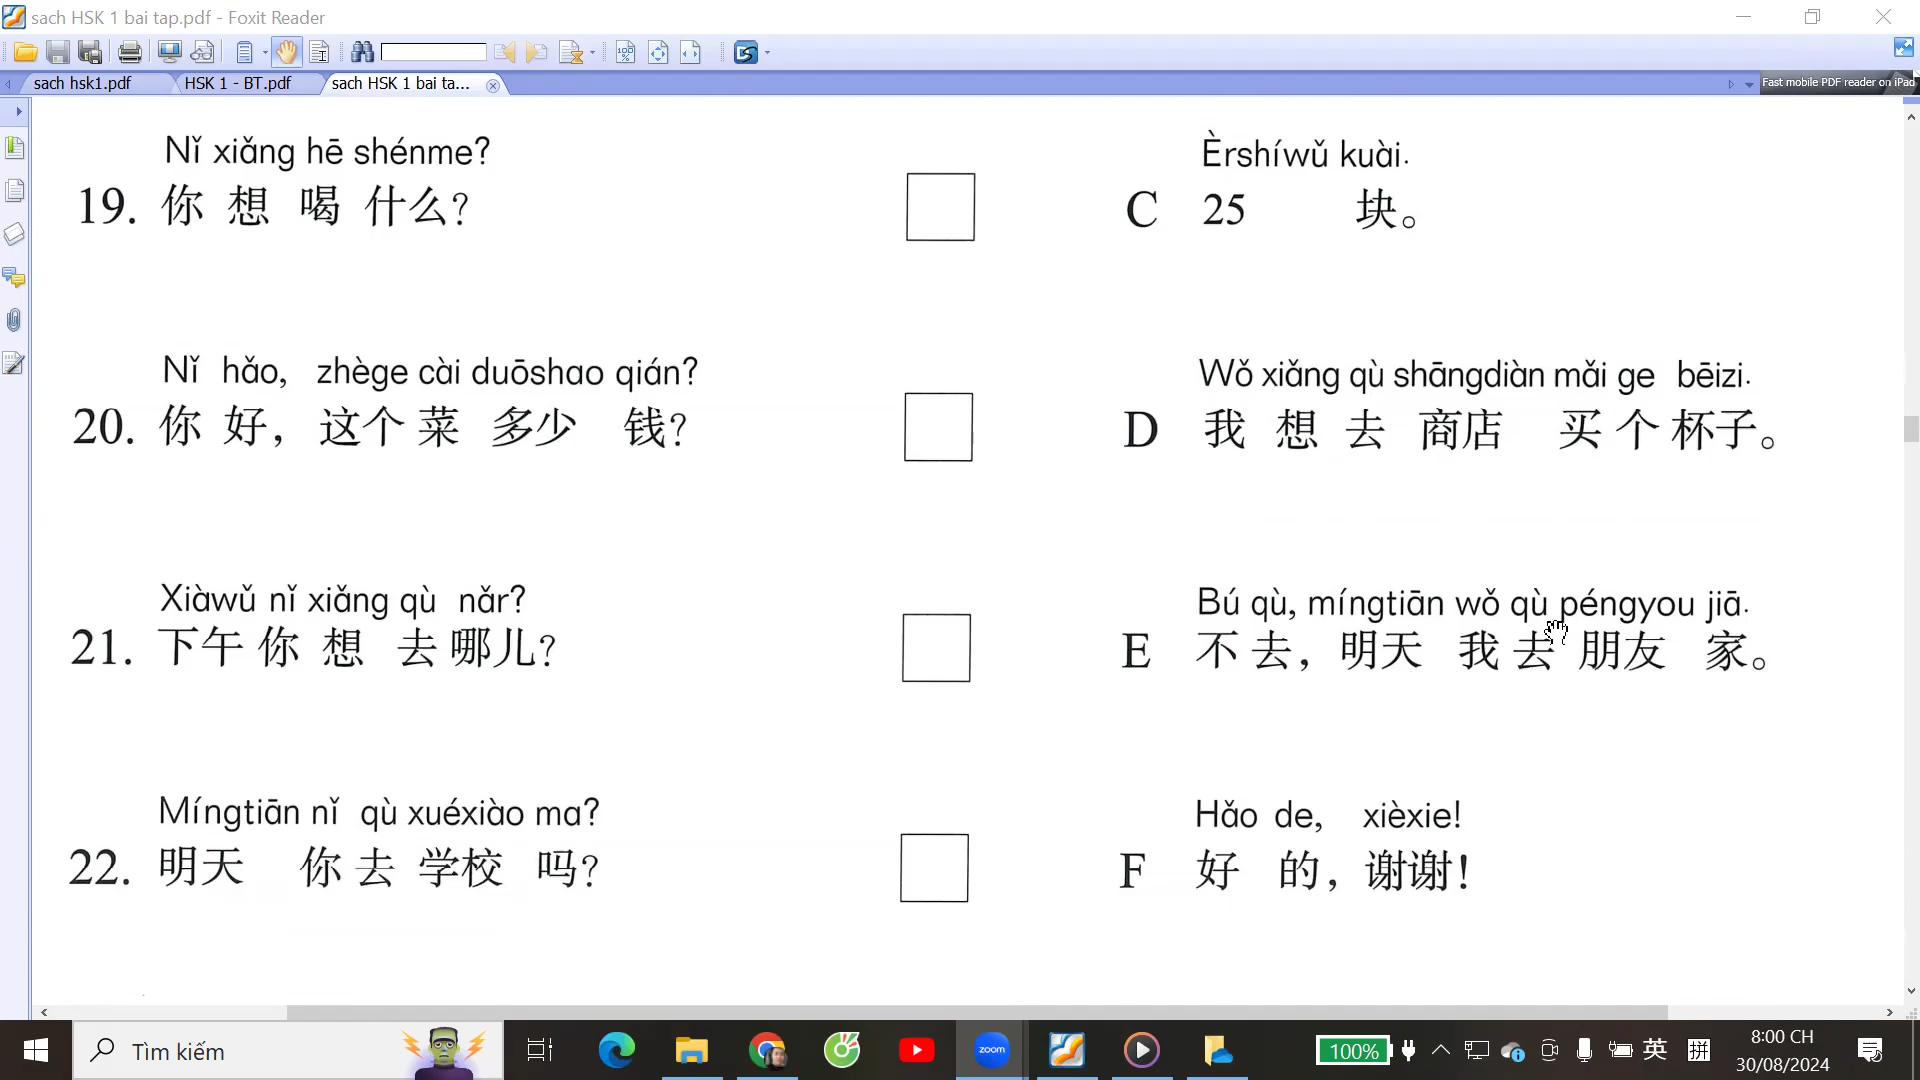 sach HSK 1 bai tap.pdf - Foxit Reader
sach hsk1.pdf
HSK 1 - BT.pdf
sach HSK 1 bai ta...
Fast mobile PDF reader on iPad
Nǐ xiǎng hē shénme?
19. 你 想 喝 什么?
Èrshíwǔ kuài.
C 25 块。
Nǐ hǎo, zhège cài duōshao qián?
20. 你 好, 这个 菜 多少 钱?
Wǒ xiǎng qù shāngdiàn mǎi ge bēizi.
D 我 想 去 商店 买 个 杯子。
Xiàwǔ nǐ xiǎng qù nǎr?
21. 下午 你 想 去 哪儿?
Bú qù, míngtiān wǒ qù péngyou jiā.
E 不 去, 明天 我 去 朋友 家。
Míngtiān nǐ qù xuéxiào ma?
22. 明天 你 去 学校 吗?
Hǎo de, xièxie!
F 好 的, 谢谢!
Tìm kiếm
zoom
100%
英
拼
8:00 CH
30/08/2024